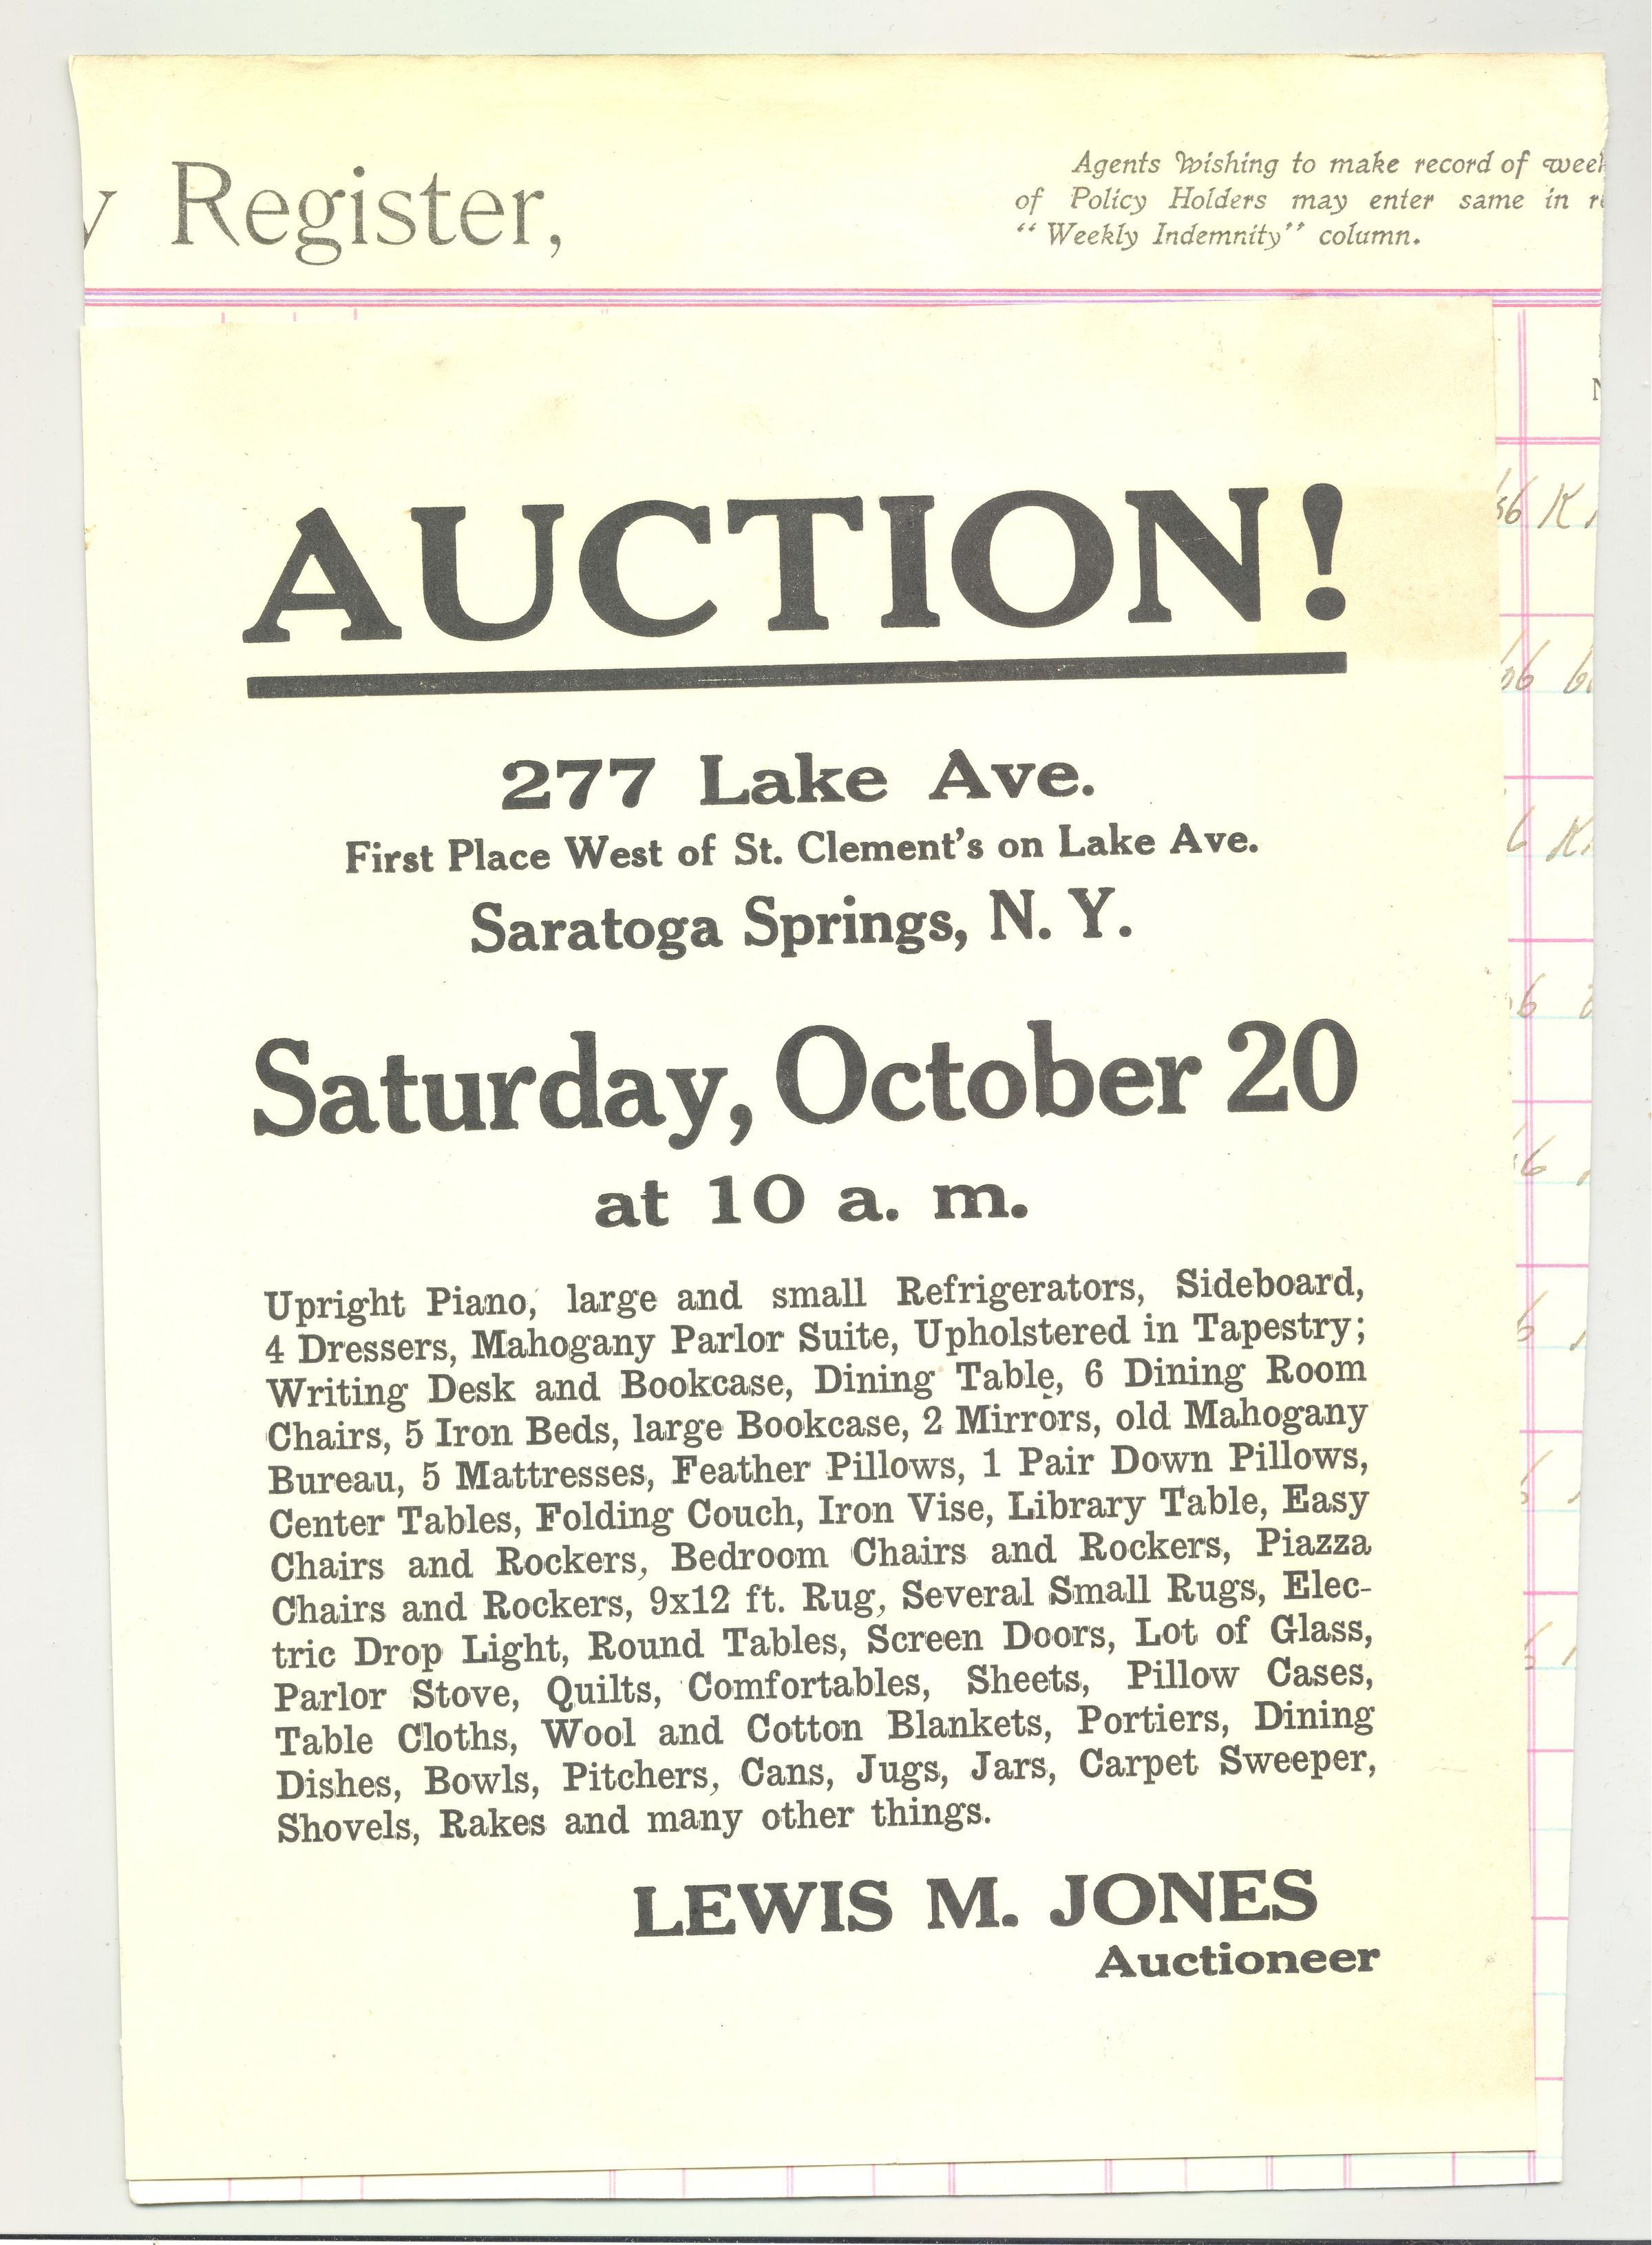 Register,
Agents Wishing to make record of
of Policy Holders may enter same in
"Weekly Indemnity" column.
AUCTION!
277 Lake Ave.
First Place West of St. Clement's on Lake Ave.
Saratoga Springs, N. Y.
Saturday, October 20
at 10 a. m.
Upright Piano, large and small Refrigerators, Sideboard,
4 Dressers, Mahogany Parlor Suite, Upholstered in Tapestry;
Writing Desk and Bookcase, Dining Table, 6 Dining Room
Chairs, 5 Iron Beds, large Bookcase, 2 Mirrors, old Mahogany
Bureau, 5 Mattresses, Feather Pillows, 1 Pair Down Pillows,
Center Tables, Folding Couch, Iron Vise, Library Table, Easy
Chairs and Rockers, Bedroom Chairs and Rockers, Piazza
Chairs and Rockers, 9x12 ft. Rug, Several Small Rugs, Elec-
tric Drop Light, Round Tables, Screen Doors, Lot of Glass,
Parlor Stove, Quilts, Comfortables, Sheets, Pillow Cases,
Table Cloths, Wool and Cotton Blankets, Portiers, Dining
Dishes, Bowls, Pitchers, Cans, Jugs, Jars, Carpet Sweeper,
Shovels, Rakes and many other things.
LEWIS M. JONES
Auctioneer